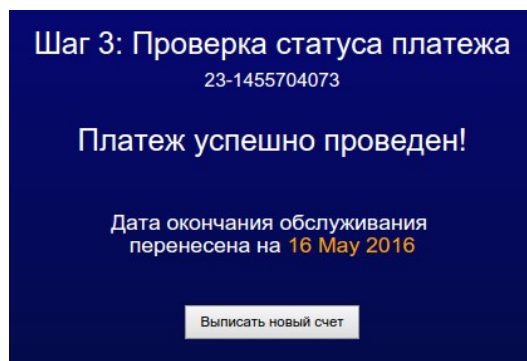 Шаг 3: Проверка статуса платежа
23-1455704073
Платеж успешно проведен!
Дата окончания обслуживания
перенесена на 16 May 2016
Выписать новый счет